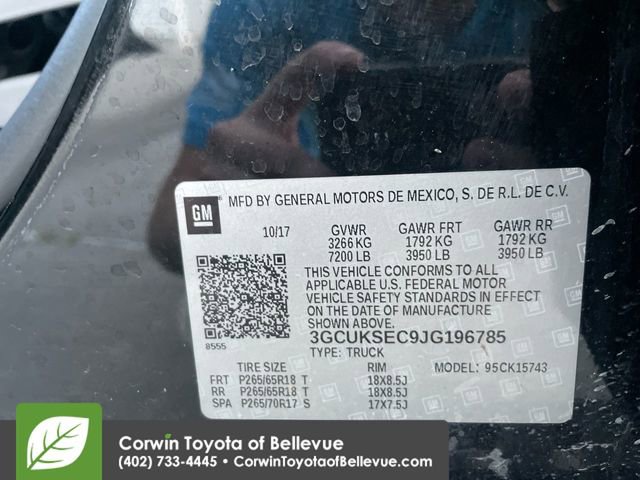 GM MFD BY GENERAL MOTORS DE MEXICO, S. DE R.L. DE C.V.
10/17 GVWR GAWR FRT GAWR RR
3266 KG 1792 KG 1792 KG
7200 LB 3950 LB 3950 LB
THIS VEHICLE CONFORMS TO ALL
APPLICABLE U.S. FEDERAL MOTOR
VEHICLE SAFETY STANDARDS IN EFFECT
ON THE DATE OF MANUFACTURE
SHOWN ABOVE.
8555 3GCUKSEC9JG196785
TYPE: TRUCK MODEL: 95CK15743
TIRE SIZE RIM
FRT P265/65R18 T 18X8.5J
RR P265/65R18 T 18X8.5J
SPA P265/70R17 S 17X7.5J
Corwin Toyota of Bellevue
(402) 733-4445 • CorwinToyotaofBellevue.com